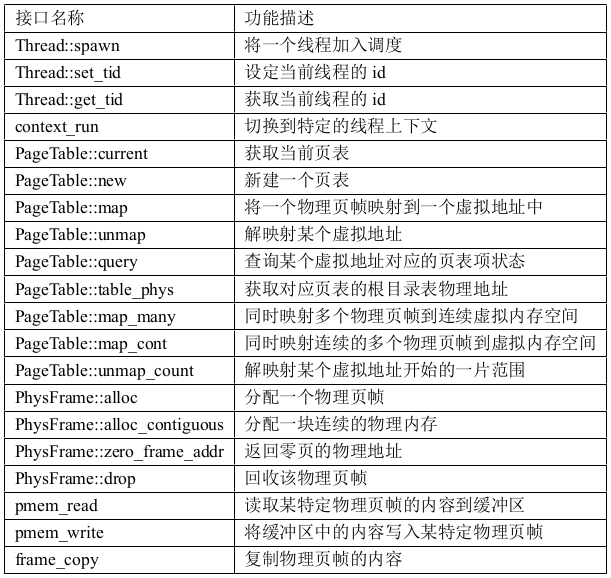 接口名称 功能描述
Thread::spawn 将一个线程加入调度
Thread::set_tid 设定当前线程的 id
Thread::get_tid 获取当前线程的 id
context_run 切换到特定的线程上下文
PageTable::current 获取当前页表
PageTable::new 新建一个页表
PageTable::map 将一个物理页帧映射到一个虚拟地址中
PageTable::unmap 解映射某个虚拟地址
PageTable::query 查询某个虚拟地址对应的页表项状态
PageTable::table_phys 获取对应页表的根目录表物理地址
PageTable::map_many 同时映射多个物理页帧到连续虚拟内存空间
PageTable::map_cont 同时映射连续的多个物理页帧到虚拟内存空间
PageTable::unmap_count 解映射某个虚拟地址开始的一片范围
PhysFrame::alloc 分配一个物理页帧
PhysFrame::alloc_contiguous 分配一块连续的物理内存
PhysFrame::zero_frame_addr 返回零页的物理地址
PhysFrame::drop 回收该物理页帧
pmem_read 读取某特定物理页帧的内容到缓冲区
pmem_write 将缓冲区中的内容写入某特定物理页帧
frame_copy 复制物理页帧的内容